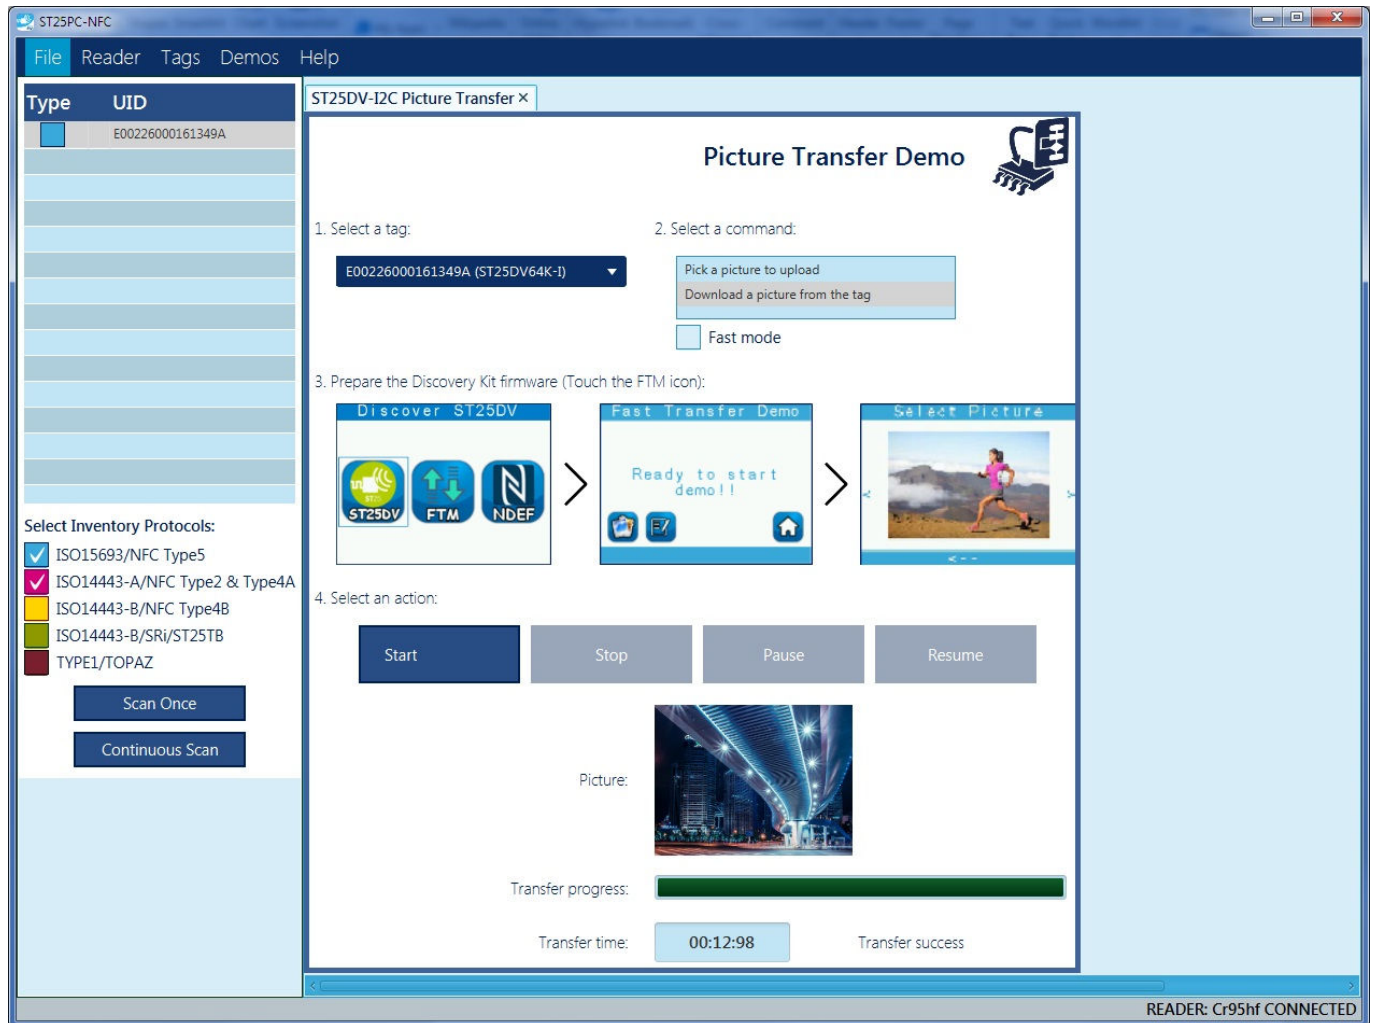 ST25PC-NFC
File Reader Tags Demos Help
Type UID
E00226000161349A
Select Inventory Protocols:
ISO15693/NFC Type5
ISO14443-A/NFC Type2 & Type4A
ISO14443-B/NFC Type4B
ISO14443-B/SRi/ST25TB
TYPE1/TOPAZ
Scan Once
Continuous Scan
ST25DV-I2C Picture Transfer ×
Picture Transfer Demo
1. Select a tag:
E00226000161349A (ST25DV64K-I)
2. Select a command:
Pick a picture to upload
Download a picture from the tag
Fast mode
3. Prepare the Discovery Kit firmware (Touch the FTM icon):
Discover ST25DV
ST25
ST25DV FTM NDEF
Fast Transfer Demo
Ready to start
demo!!
Select Picture
<--
4. Select an action:
Start Stop Pause Resume
Picture:
Transfer progress:
Transfer time: 00:12:98 Transfer success
READER: Cr95hf CONNECTED